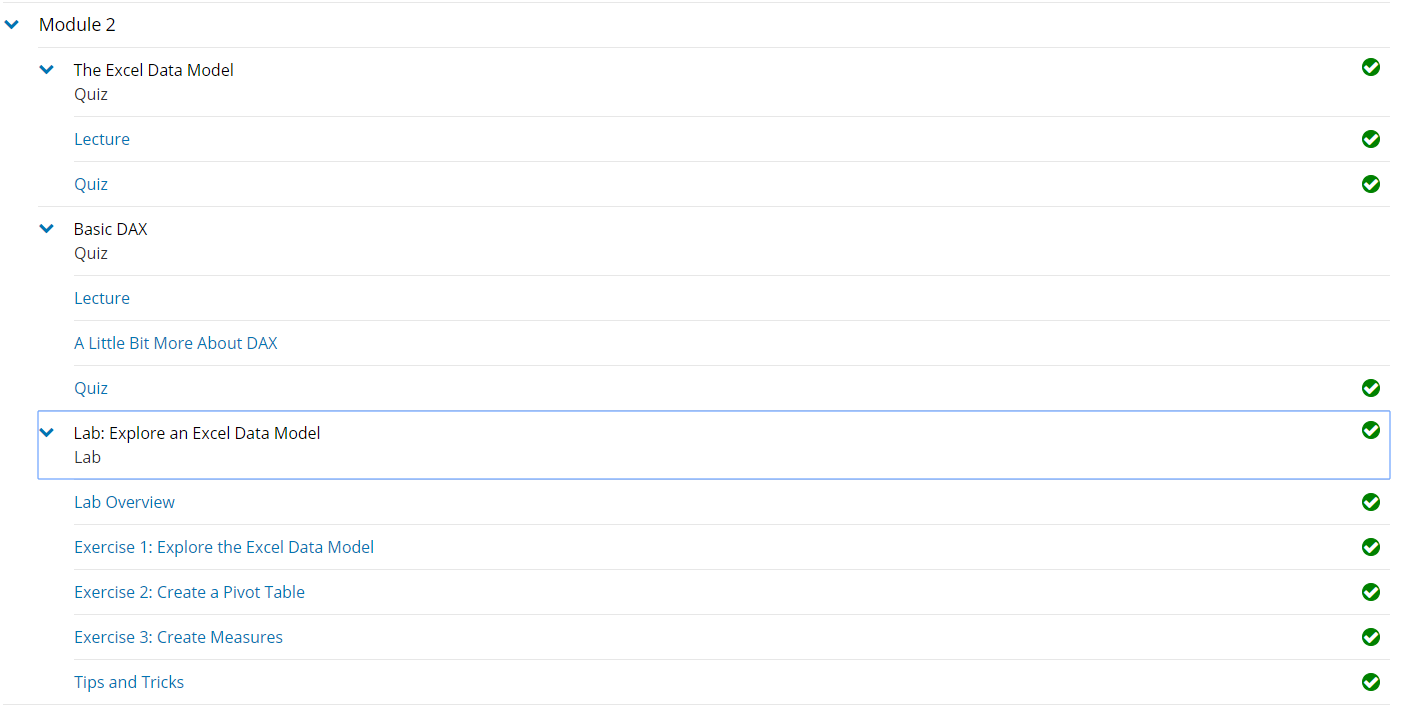 Module 2
The Excel Data Model
Quiz
Lecture
Quiz
Basic DAX
Quiz
Lecture
A Little Bit More About DAX
Quiz
Lab: Explore an Excel Data Model
Lab
Lab Overview
Exercise 1: Explore the Excel Data Model
Exercise 2: Create a Pivot Table
Exercise 3: Create Measures
Tips and Tricks